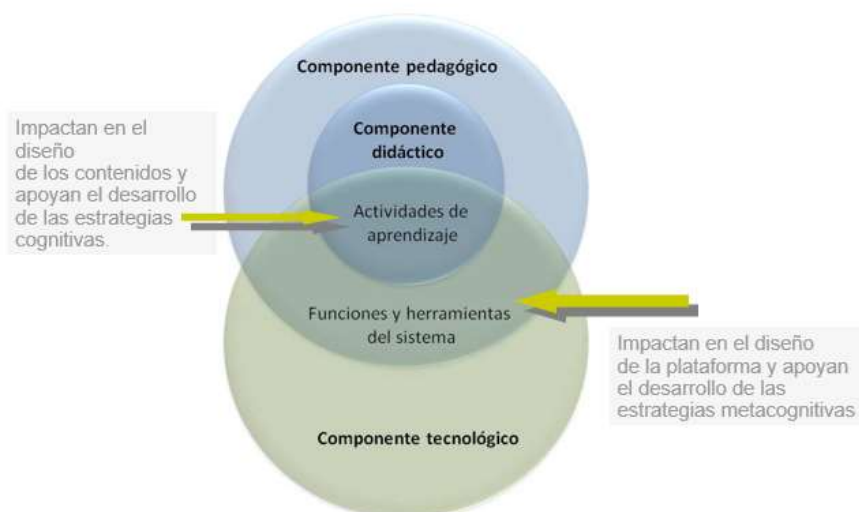 Componente pedagógico
Impactan en el
diseño
de los contenidos y
apoyan el desarrollo
de las estrategias
cognitivas.
Componente
didáctico
Actividades de
aprendizaje
Funciones y herramientas
del sistema
Impactan en el diseño
de la plataforma y apoyan
el desarrollo de las
estrategias metacognitivas
Componente tecnológico